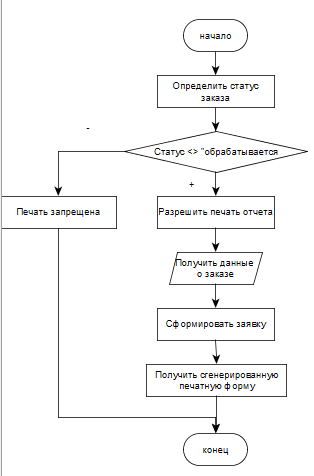 начало
Определить статус
заказа
Статус <> "обрабатывается
-
+
Печать запрещена
Разрешить печать отчета
Получить данные
о заказе
Сформировать заявку
Получить сгенерированную
печатную форму
конец